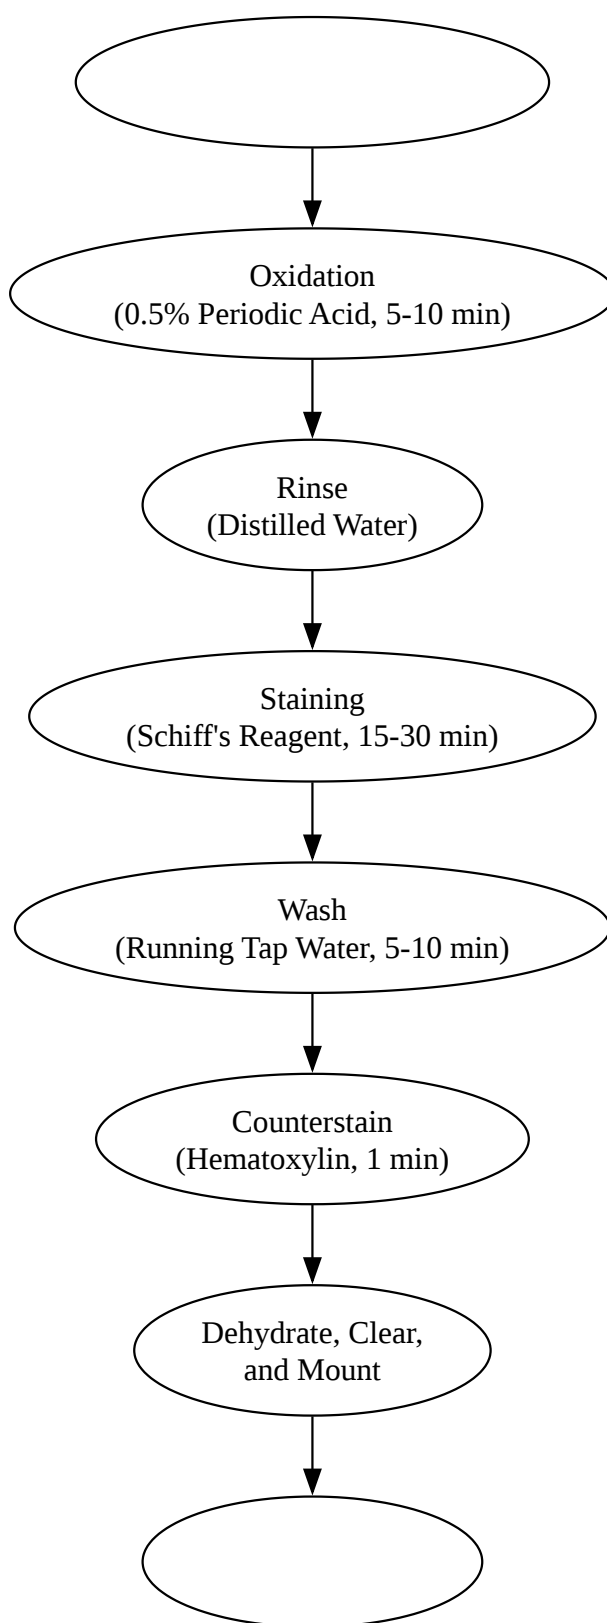 Oxidation
(0.5% Periodic Acid, 5-10 min)
Rinse
(Distilled Water)
Staining
(Schiff's Reagent, 15-30 min)
Wash
(Running Tap Water, 5-10 min)
Counterstain
(Hematoxylin, 1 min)
Dehydrate, Clear,
and Mount